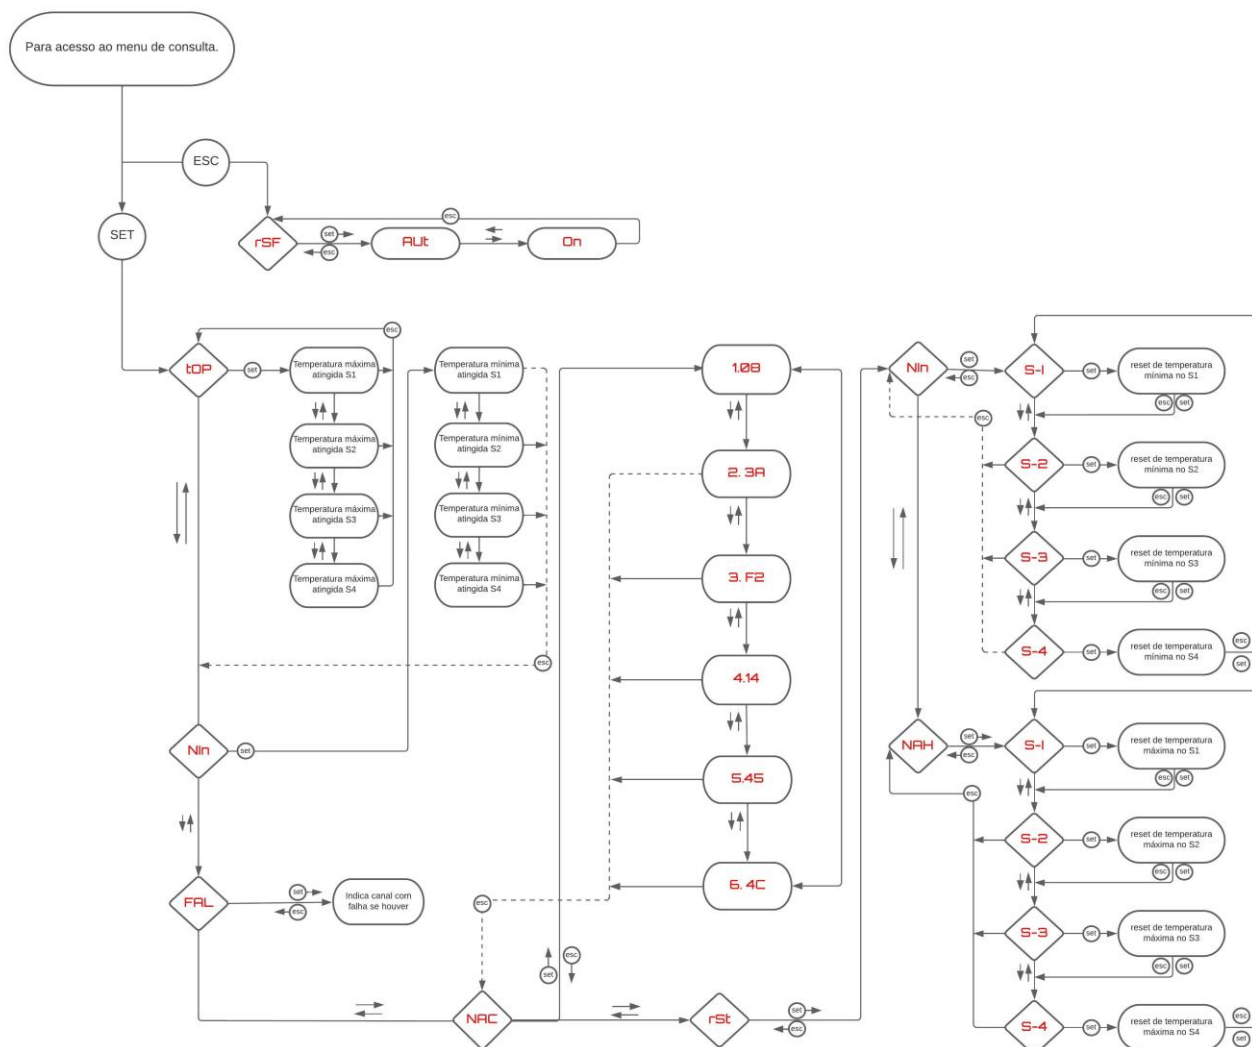 Para acesso ao menu de consulta.
ESC
SET
rSF
set
esc
AUt
On
esc
tOP
set
Temperatura máxima
atingida S1
Temperatura máxima
atingida S2
Temperatura máxima
atingida S3
Temperatura máxima
atingida S4
esc
Temperatura mínima
atingida S1
Temperatura mínima
atingida S2
Temperatura mínima
atingida S3
Temperatura mínima
atingida S4
esc
NIn
set
FAL
set
esc
Indica canal com
falha se houver
NAC
esc
set
esc
1.08
2. 3A
3. F2
4.14
5.45
6. 4C
rSt
set
esc
NIn
set
esc
esc
S-1
set
reset de temperatura
mínima no S1
esc
set
S-2
set
reset de temperatura
mínima no S2
esc
set
S-3
set
reset de temperatura
mínima no S3
esc
set
S-4
set
reset de temperatura
mínima no S4
esc
set
NAH
set
esc
esc
S-1
set
reset de temperatura
máxima no S1
esc
set
S-2
set
reset de temperatura
máxima no S2
esc
set
S-3
set
reset de temperatura
máxima no S3
esc
set
S-4
set
reset de temperatura
máxima no S4
esc
set